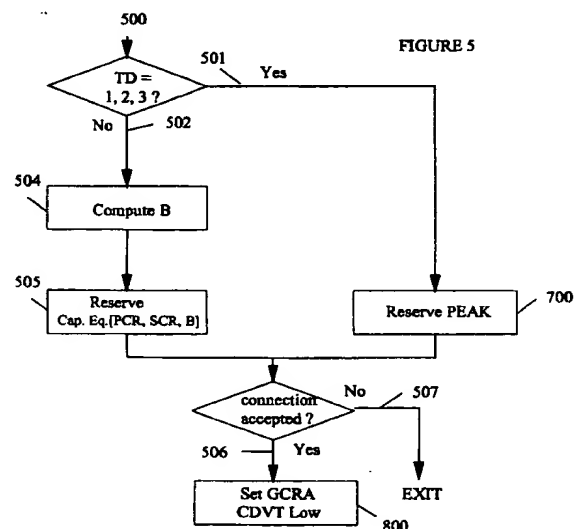 500
FIGURE 5
501
Yes
TD =
1, 2, 3 ?
No
502
504
Compute B
505
Reserve
Cap. Eq.[PCR, SCR, B]
Reserve PEAK
700
connection
accepted ?
No
507
506
Yes
Set GCRA
CDVT Low
EXIT
800